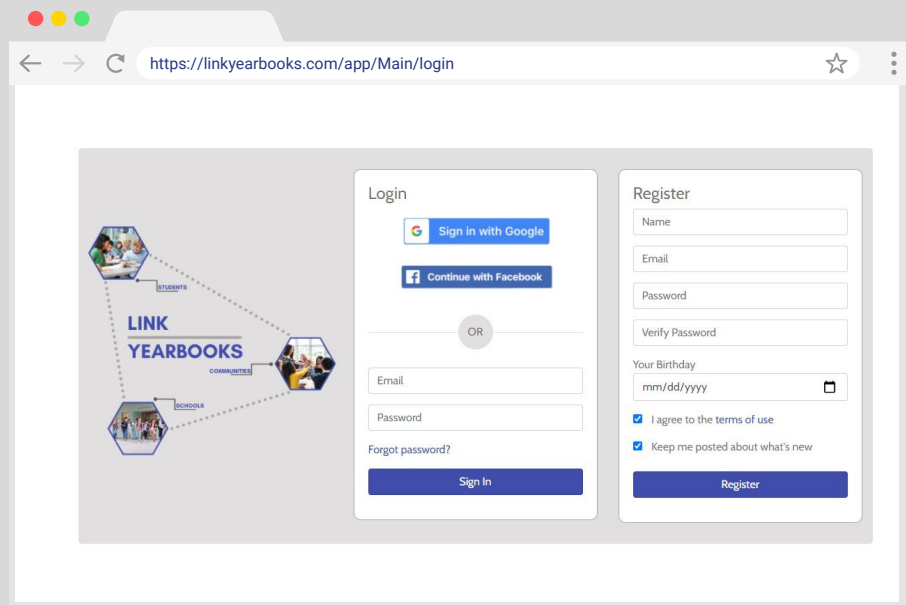 https://linkyearbooks.com/app/Main/login
STUDENTS
LINK
YEARBOOKS
COMMUNITIES
SCHOOLS
Login
Sign in with Google
Continue with Facebook
OR
Email
Password
Forgot password?
Sign In
Register
Name
Email
Password
Verify Password
Your Birthday
mm/dd/yyyy
I agree to the terms of use
Keep me posted about what's new
Register